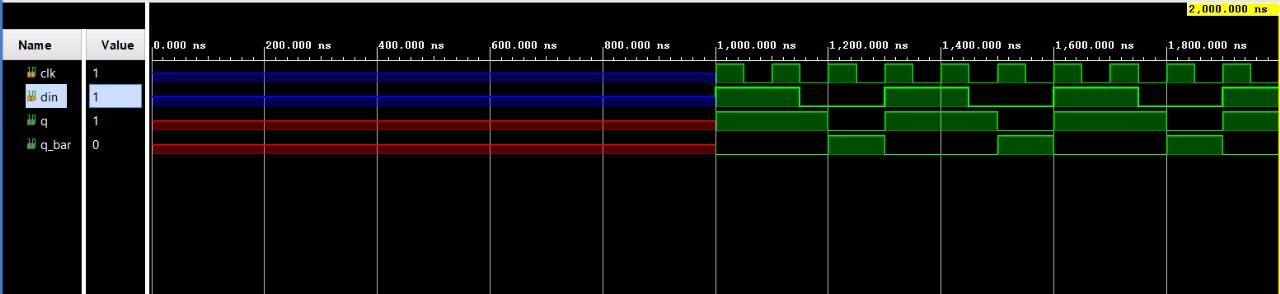 2,000.000 ns
Name Value
0.000 ns 200.000 ns 400.000 ns 600.000 ns 800.000 ns 1,000.000 ns 1,200.000 ns 1,400.000 ns 1,600.000 ns 1,800.000 ns
clk 1
din 1
q 1
q_bar 0